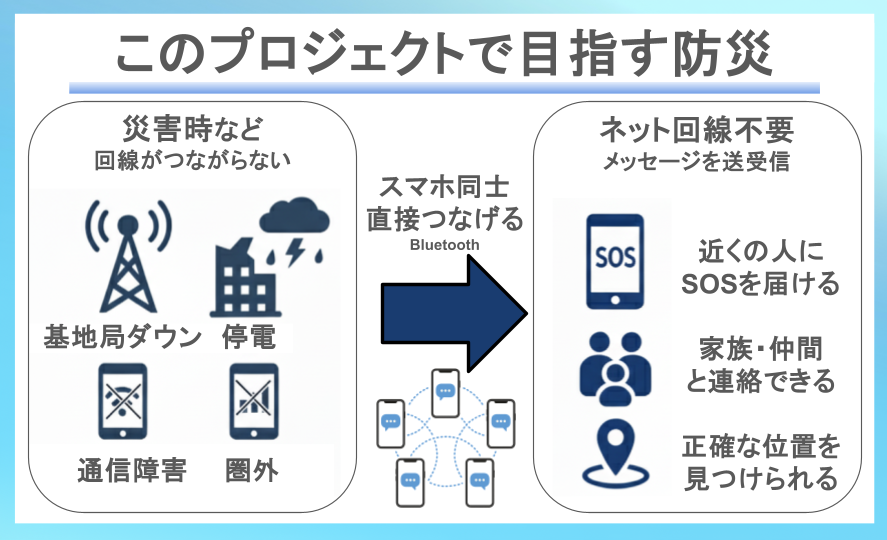 このプロジェクトで目指す防災
災害時など
回線がつながらない
基地局ダウン
停電
通信障害
圏外
スマホ同士
直接つなげる
Bluetooth
ネット回線不要
メッセージを送受信
SOS
近くの人に
SOSを届ける
家族・仲間
と連絡できる
正確な位置を
見つけられる